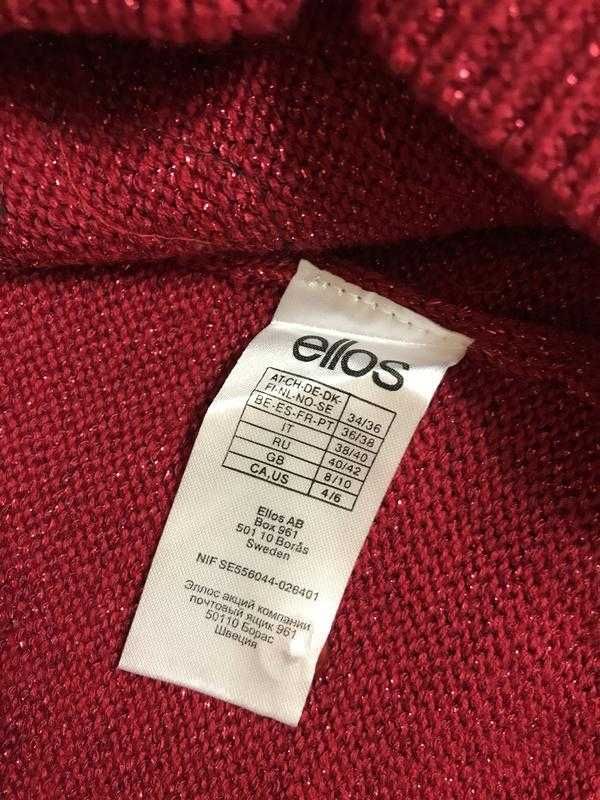 ellos
AT-CH-DE-DK-
FI-NL-NO-SE 34/36
BE-ES-FR-PT 36/38
IT 38/40
RU 40/42
GB 8/10
CA,US 4/6
Ellos AB
Box 961
501 10 Borås
Sweden
NIF SE556044-026401
Эллос акций компании
почтовый ящик 961
50110 Борас
Швеция